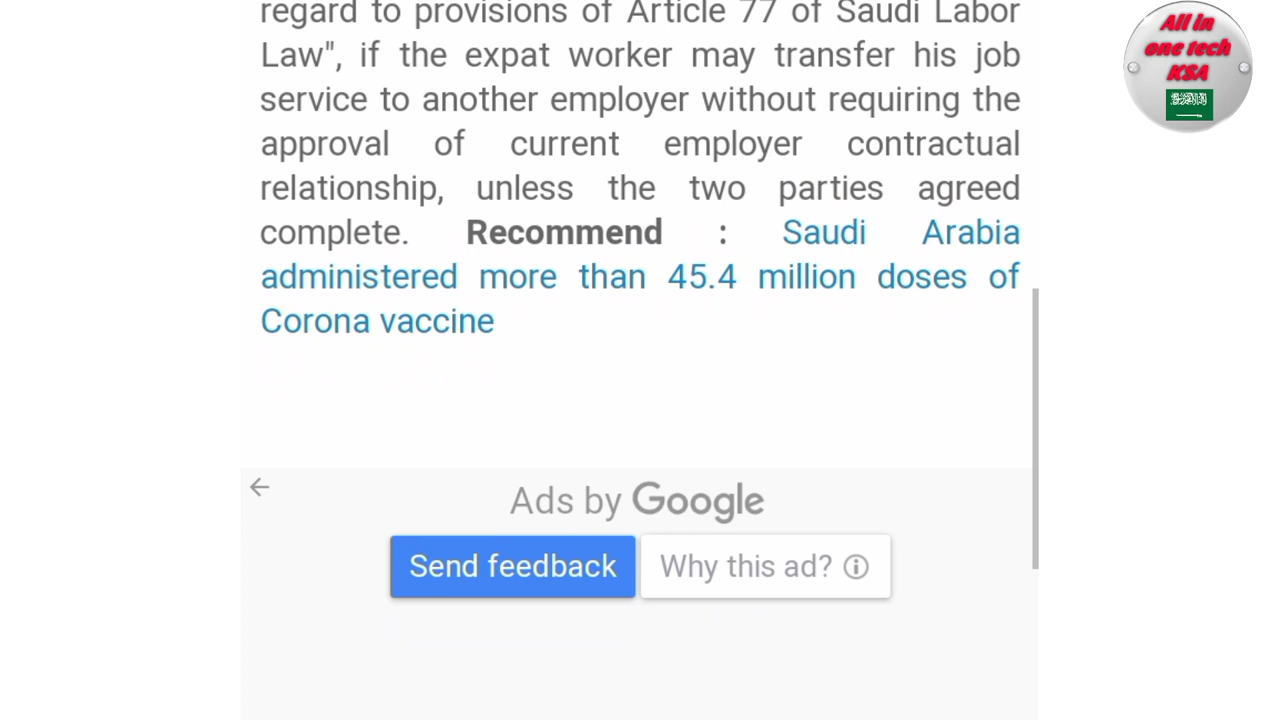 regard to provisions of Article 77 of Saudi Labor
Law", if the expat worker may transfer his job
service to another employer without requiring the
approval of current employer contractual
relationship, unless the two parties agreed
complete. Recommend : Saudi Arabia
administered more than 45.4 million doses of
Corona vaccine
Ads by Google
Send feedback
Why this ad?
All in
one tech
KSA